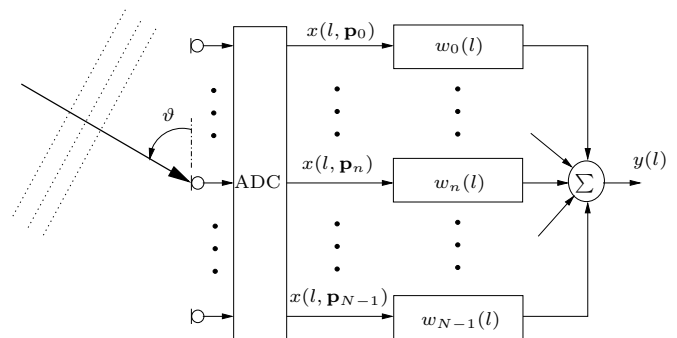 x(l, p₀)
w₀(l)
ϑ
x(l, pₙ)
y(l)
ADC
wₙ(l)
Σ
x(l, p_{N−1})
w_{N−1}(l)